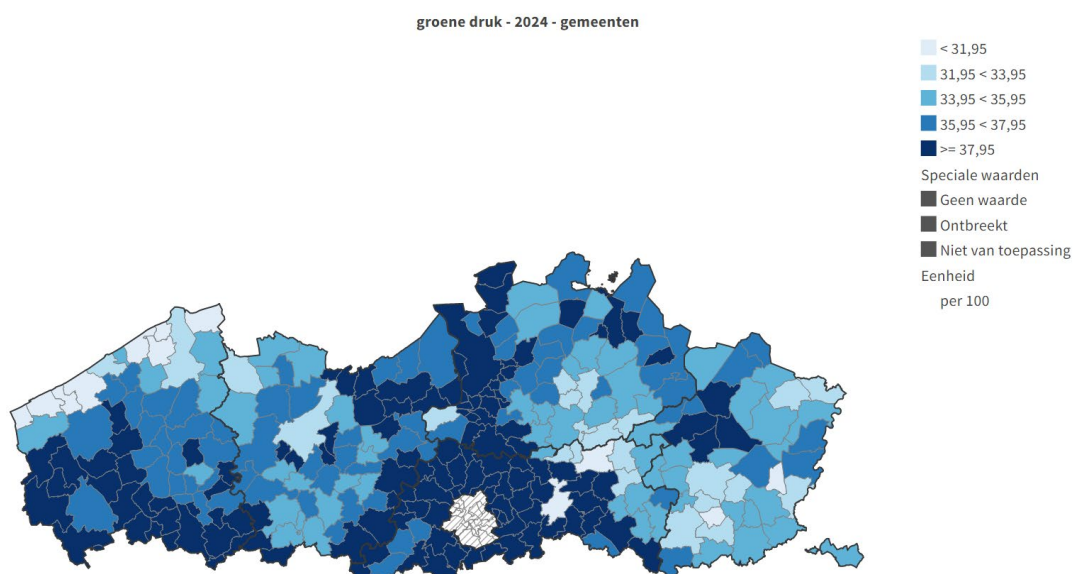 groene druk - 2024 - gemeenten
< 31,95
31,95 < 33,95
33,95 < 35,95
35,95 < 37,95
>= 37,95
Speciale waarden
Geen waarde
Ontbreekt
Niet van toepassing
Eenheid
per 100